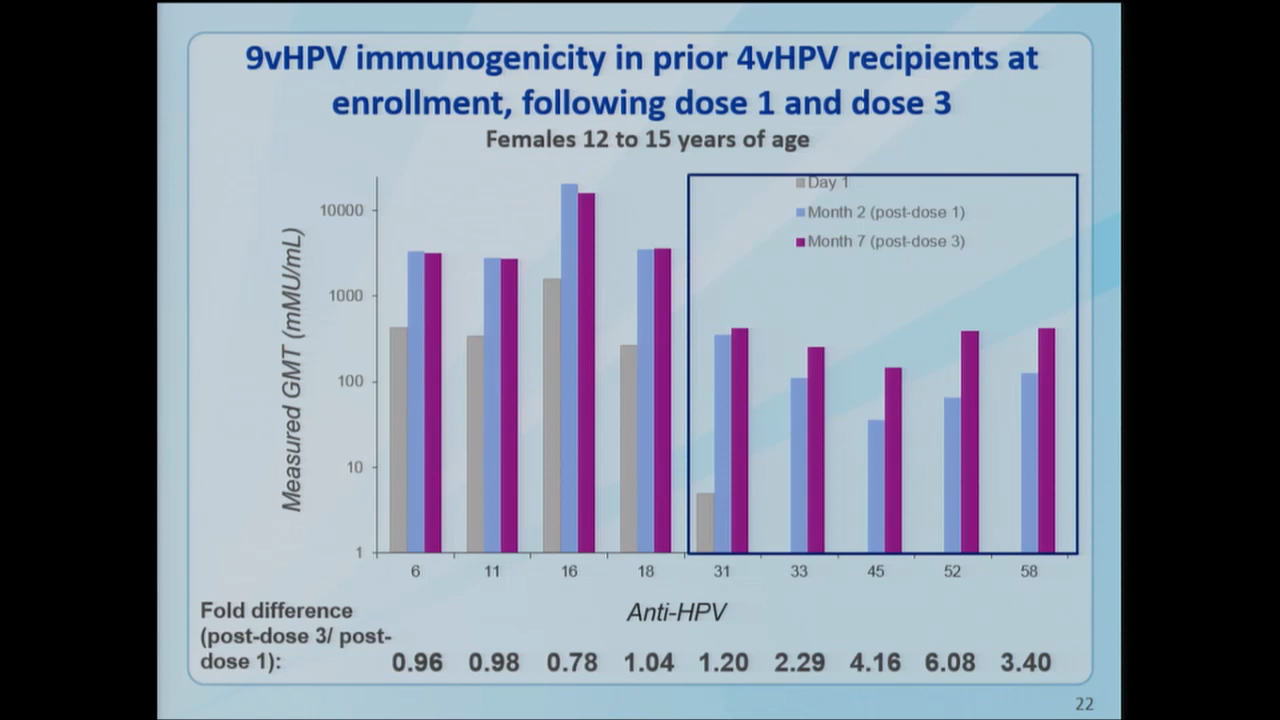 9vHPV immunogenicity in prior 4vHPV recipients at
enrollment, following dose 1 and dose 3
Females 12 to 15 years of age
Measured GMT (mMU/mL)
10000
1000
100
10
1
Day 1
Month 2 (post-dose 1)
Month 7 (post-dose 3)
6 11 16 18 31 33 45 52 58
Anti-HPV
Fold difference
(post-dose 3/ post-
dose 1): 0.96 0.98 0.78 1.04 1.20 2.29 4.16 6.08 3.40
22